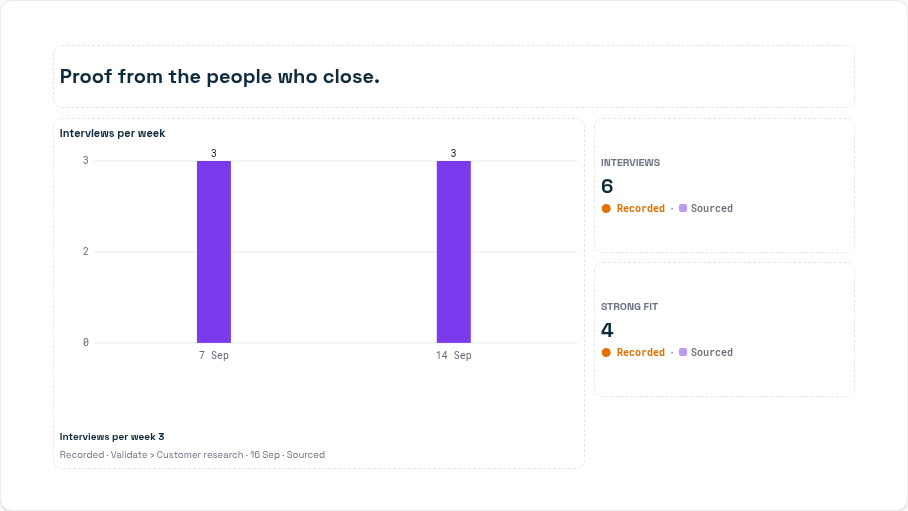 Proof from the people who close.
Interviews per week
3
2
0
3
3
7 Sep
14 Sep
Interviews per week 3
Recorded · Validate > Customer research · 16 Sep · Sourced
INTERVIEWS
6
Recorded · Sourced
STRONG FIT
4
Recorded · Sourced